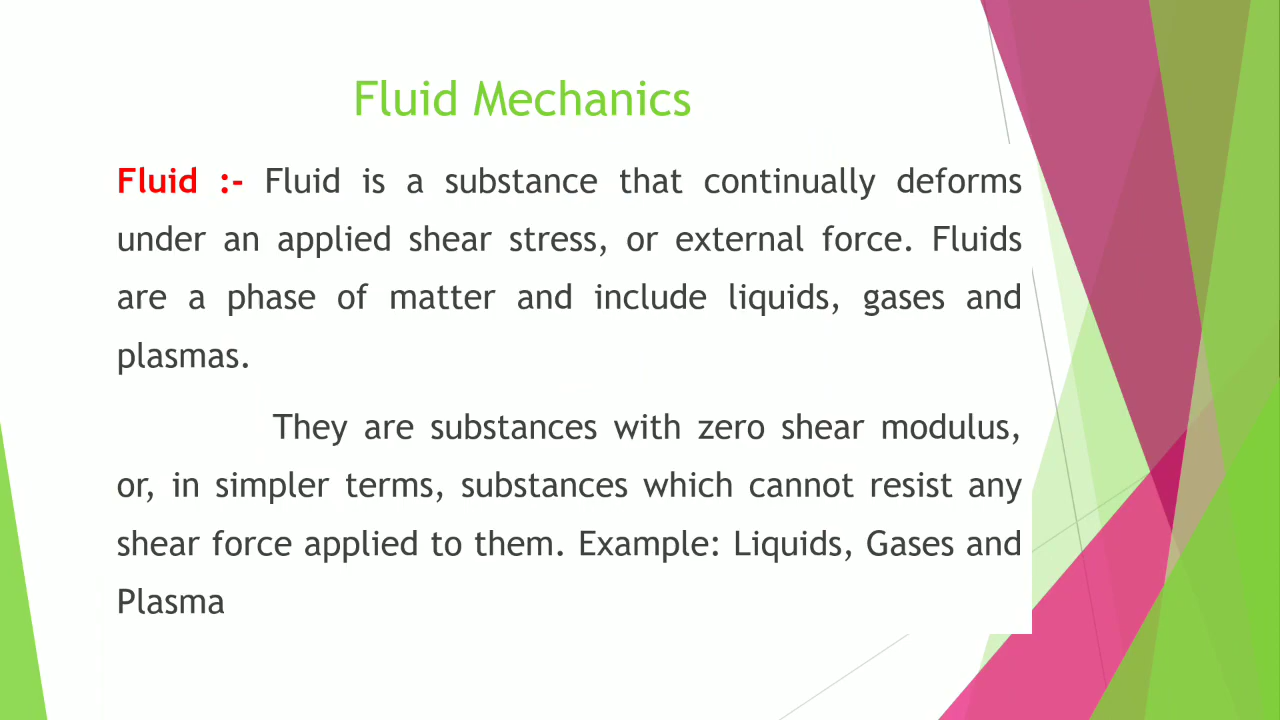 Fluid Mechanics
Fluid :- Fluid is a substance that continually deforms
under an applied shear stress, or external force. Fluids
are a phase of matter and include liquids, gases and
plasmas.
They are substances with zero shear modulus,
or, in simpler terms, substances which cannot resist any
shear force applied to them. Example: Liquids, Gases and
Plasma